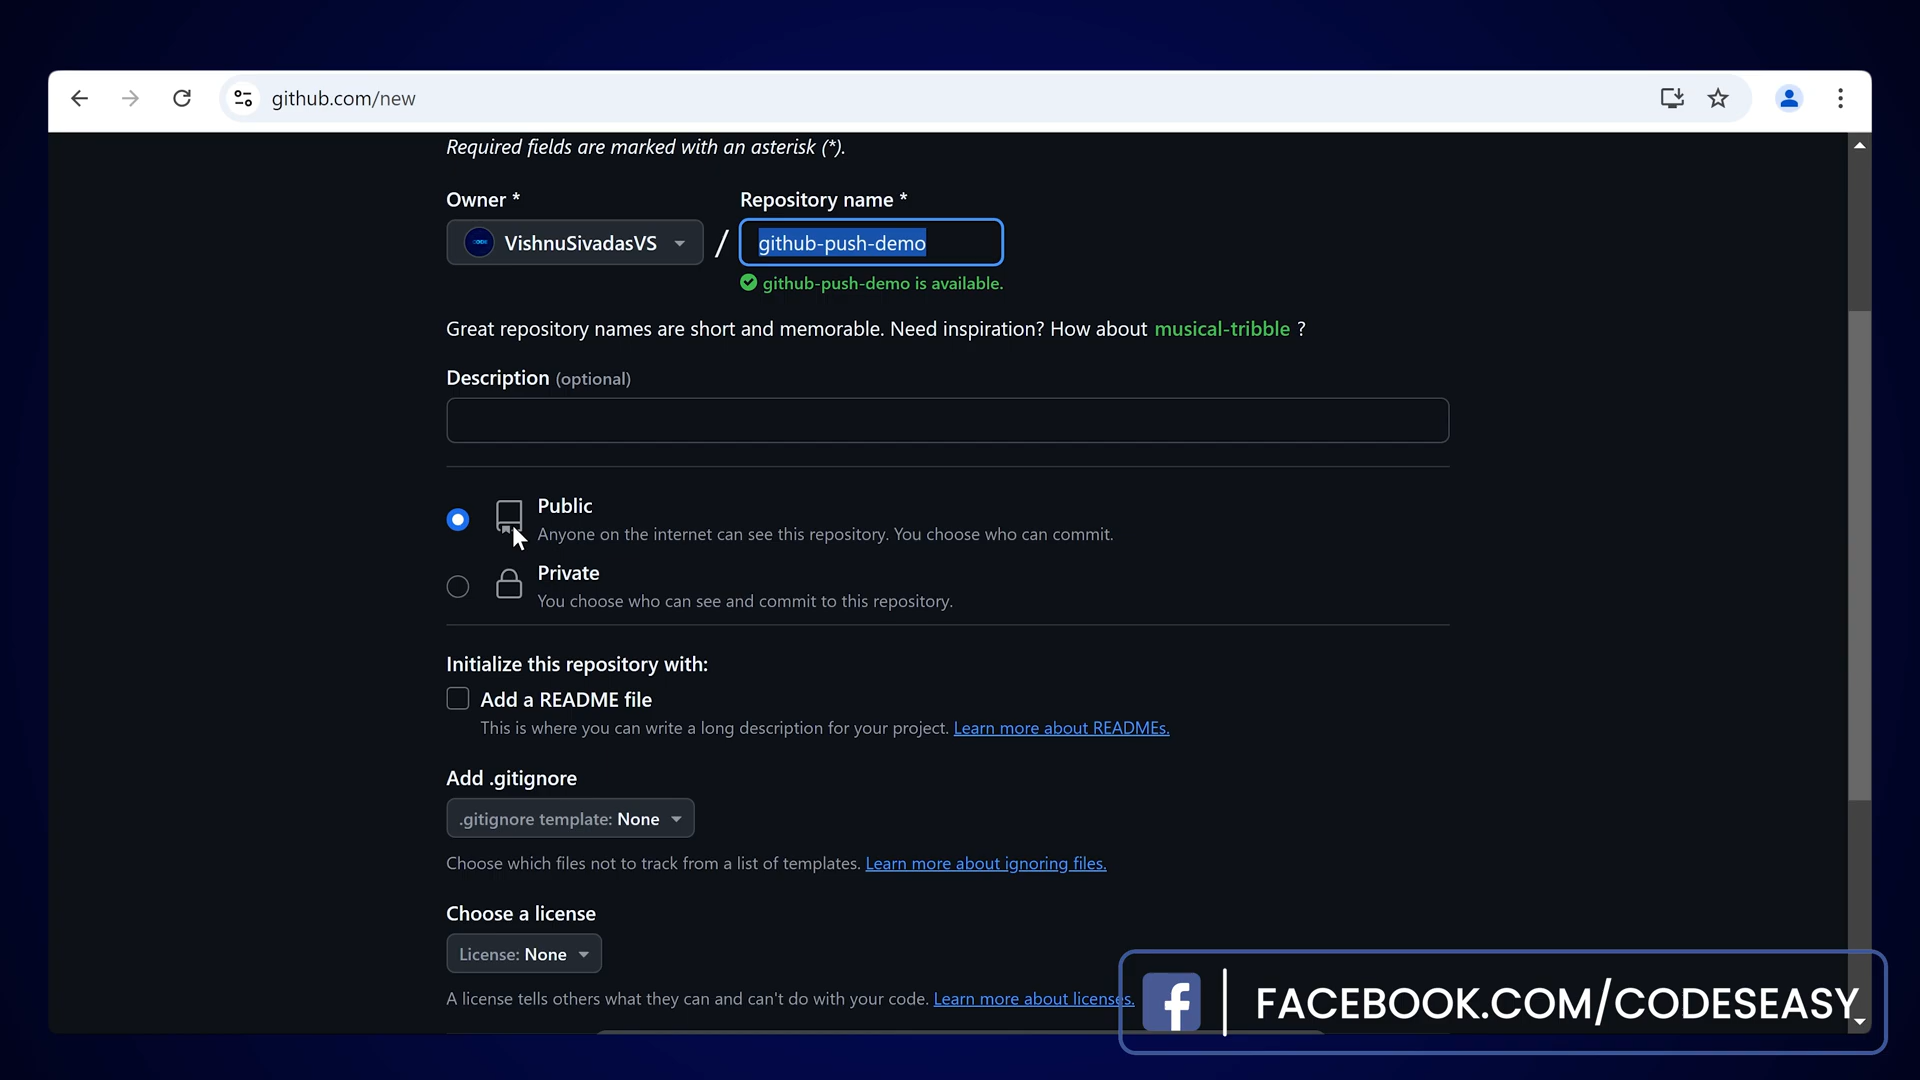 github.com/new
Required fields are marked with an asterisk (*).
Owner *
Repository name *
CODE
VishnuSivadasVS
/
github-push-demo
github-push-demo is available.
Great repository names are short and memorable. Need inspiration? How about musical-tribble ?
Description (optional)
Public
Anyone on the internet can see this repository. You choose who can commit.
Private
You choose who can see and commit to this repository.
Initialize this repository with:
Add a README file
This is where you can write a long description for your project. Learn more about READMEs.
Add .gitignore
.gitignore template: None
Choose which files not to track from a list of templates. Learn more about ignoring files.
Choose a license
License: None
A license tells others what they can and can't do with your code. Learn more about licenses.
f
FACEBOOK.COM/CODESEASY